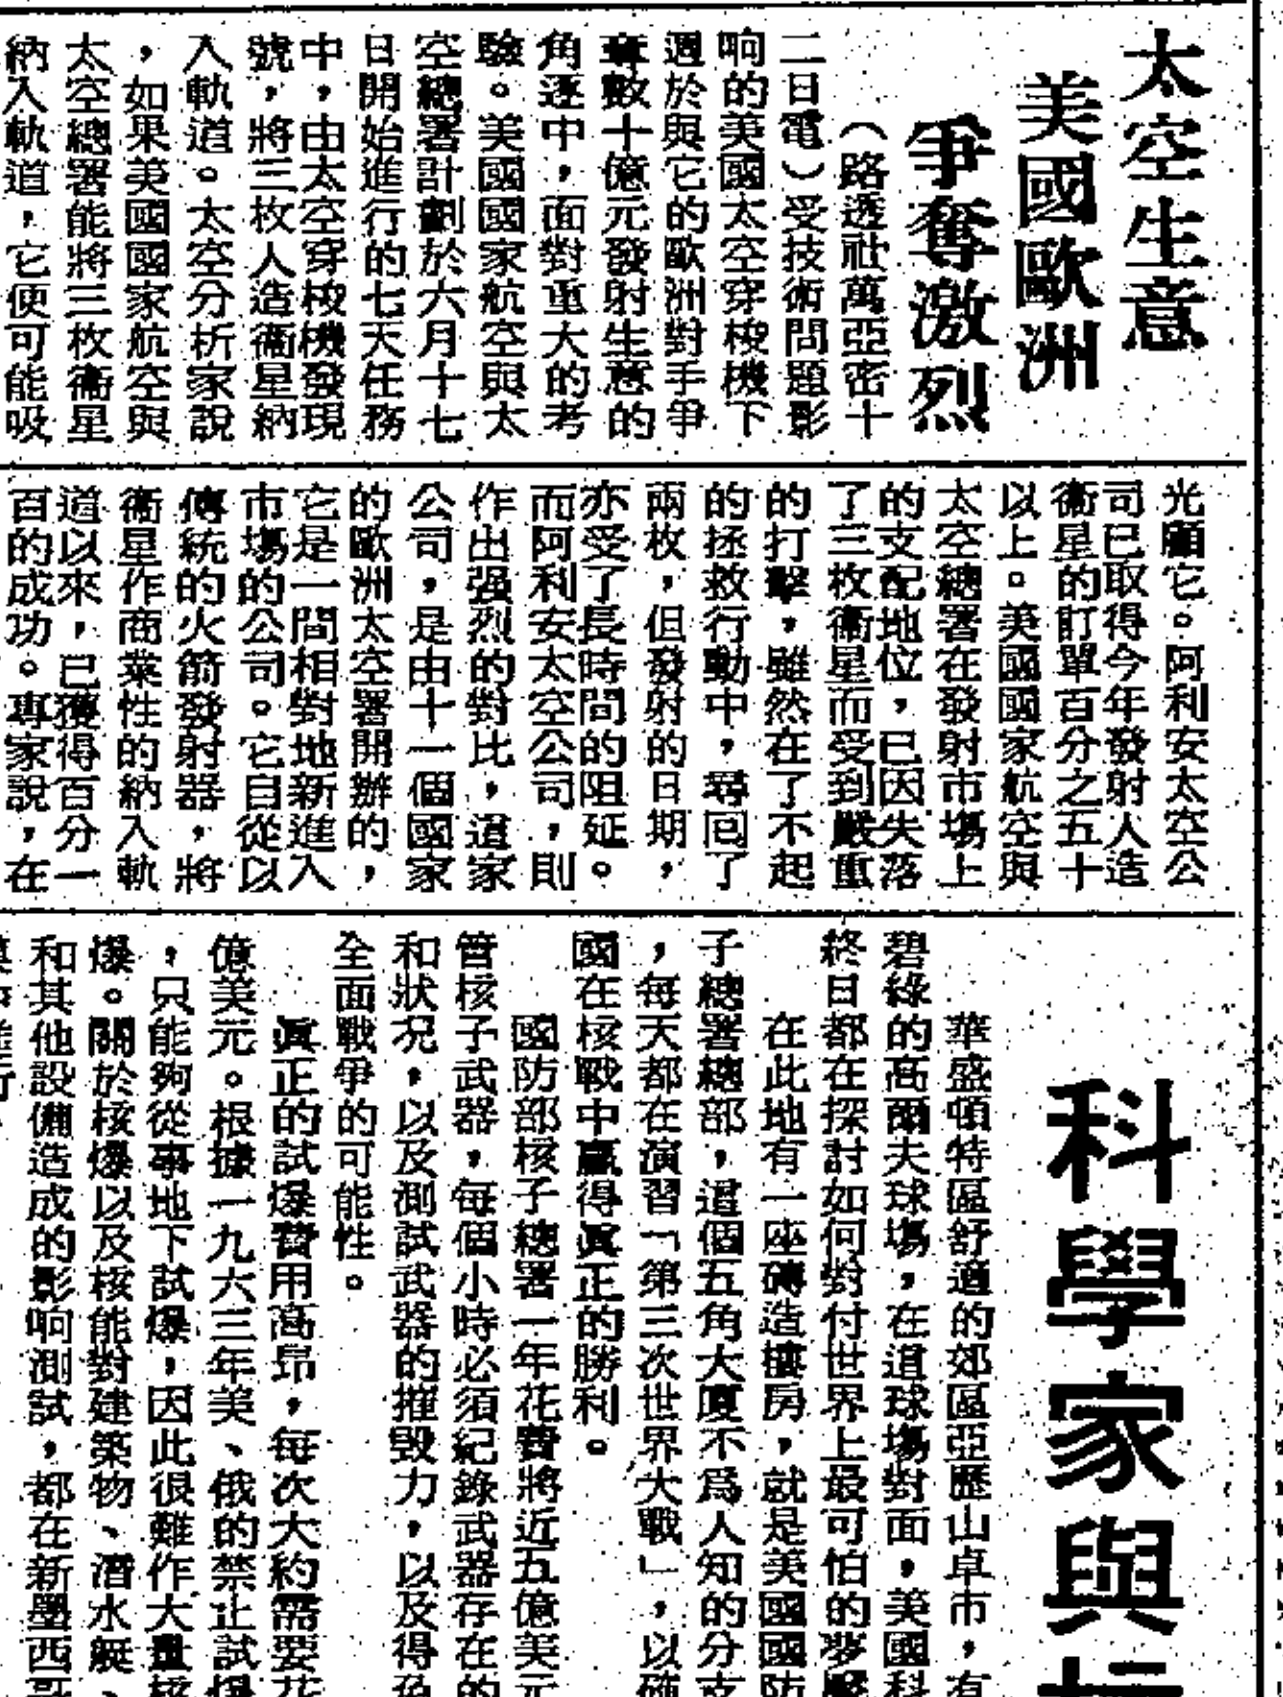 太空生意
美國歐洲
爭奪激烈
（路透社萬亞密十
二日電）受技術問題影
响的美國太空穿梭機下
週於與它的歐洲對手爭
奪數十億元發射生意的
角逐中，面對重大的考
驗。美國國家航空與太
空總署計劃於六月十七
日開始進行的七天任務
中，由太空穿梭機發現
號，將三枚人造衞星納
入軌道。太空分析家說
，如果美國國家航空與
太空總署能將三枚衞星
納入軌道，它便可能吸
光顧它。阿利安太空公
司已取得今年發射人造
衞星的訂單百分之五十
以上。美國國家航空與
太空總署在發射市塲上
的支配地位，已因失落
了三枚衞星而受到嚴重
的打擊，雖然在了不起
的拯救行動中，尋囘了
兩枚，但發射的日期，
亦受了長時間的阻延。
而阿利安太空公司，則
作出强烈的對比，這家
公司，是由十一個國家
的歐洲太空署開辦的，
它是一間相對地新進入
市塲的公司。它自從以
傳統的火箭發射器，將
衞星作商業性的納入軌
道以來，已獲得百分一
百的成功。專家說，在
科學家與
華盛頓特區舒適的郊區亞歷山卓市，有
碧綠的高爾夫球塲，在這球塲對面，美國科
終日都在探討如何對付世界上最可怕的夢魘
在此地有一座磚造樓房，就是美國國防
子總署總部，這個五角大廈不爲人知的分支
，每天都在演習「第三次世界大戰」，以確
國在核戰中贏得眞正的勝利。
國防部核子總署一年花費將近五億美元
管核子武器，每個小時必須紀錄武器存在的
和狀况，以及測試武器的摧毀力，以及得免
全面戰爭的可能性。
眞正的試爆費用高昂，每次大約需要花
億美元。根據一九六三年美、俄的禁止試爆
，只能夠從事地下試爆，因此很難作大量核
爆。關於核爆以及核能對建築物、潛水艇、
和其他設備造成的影响測試，都在新墨西哥